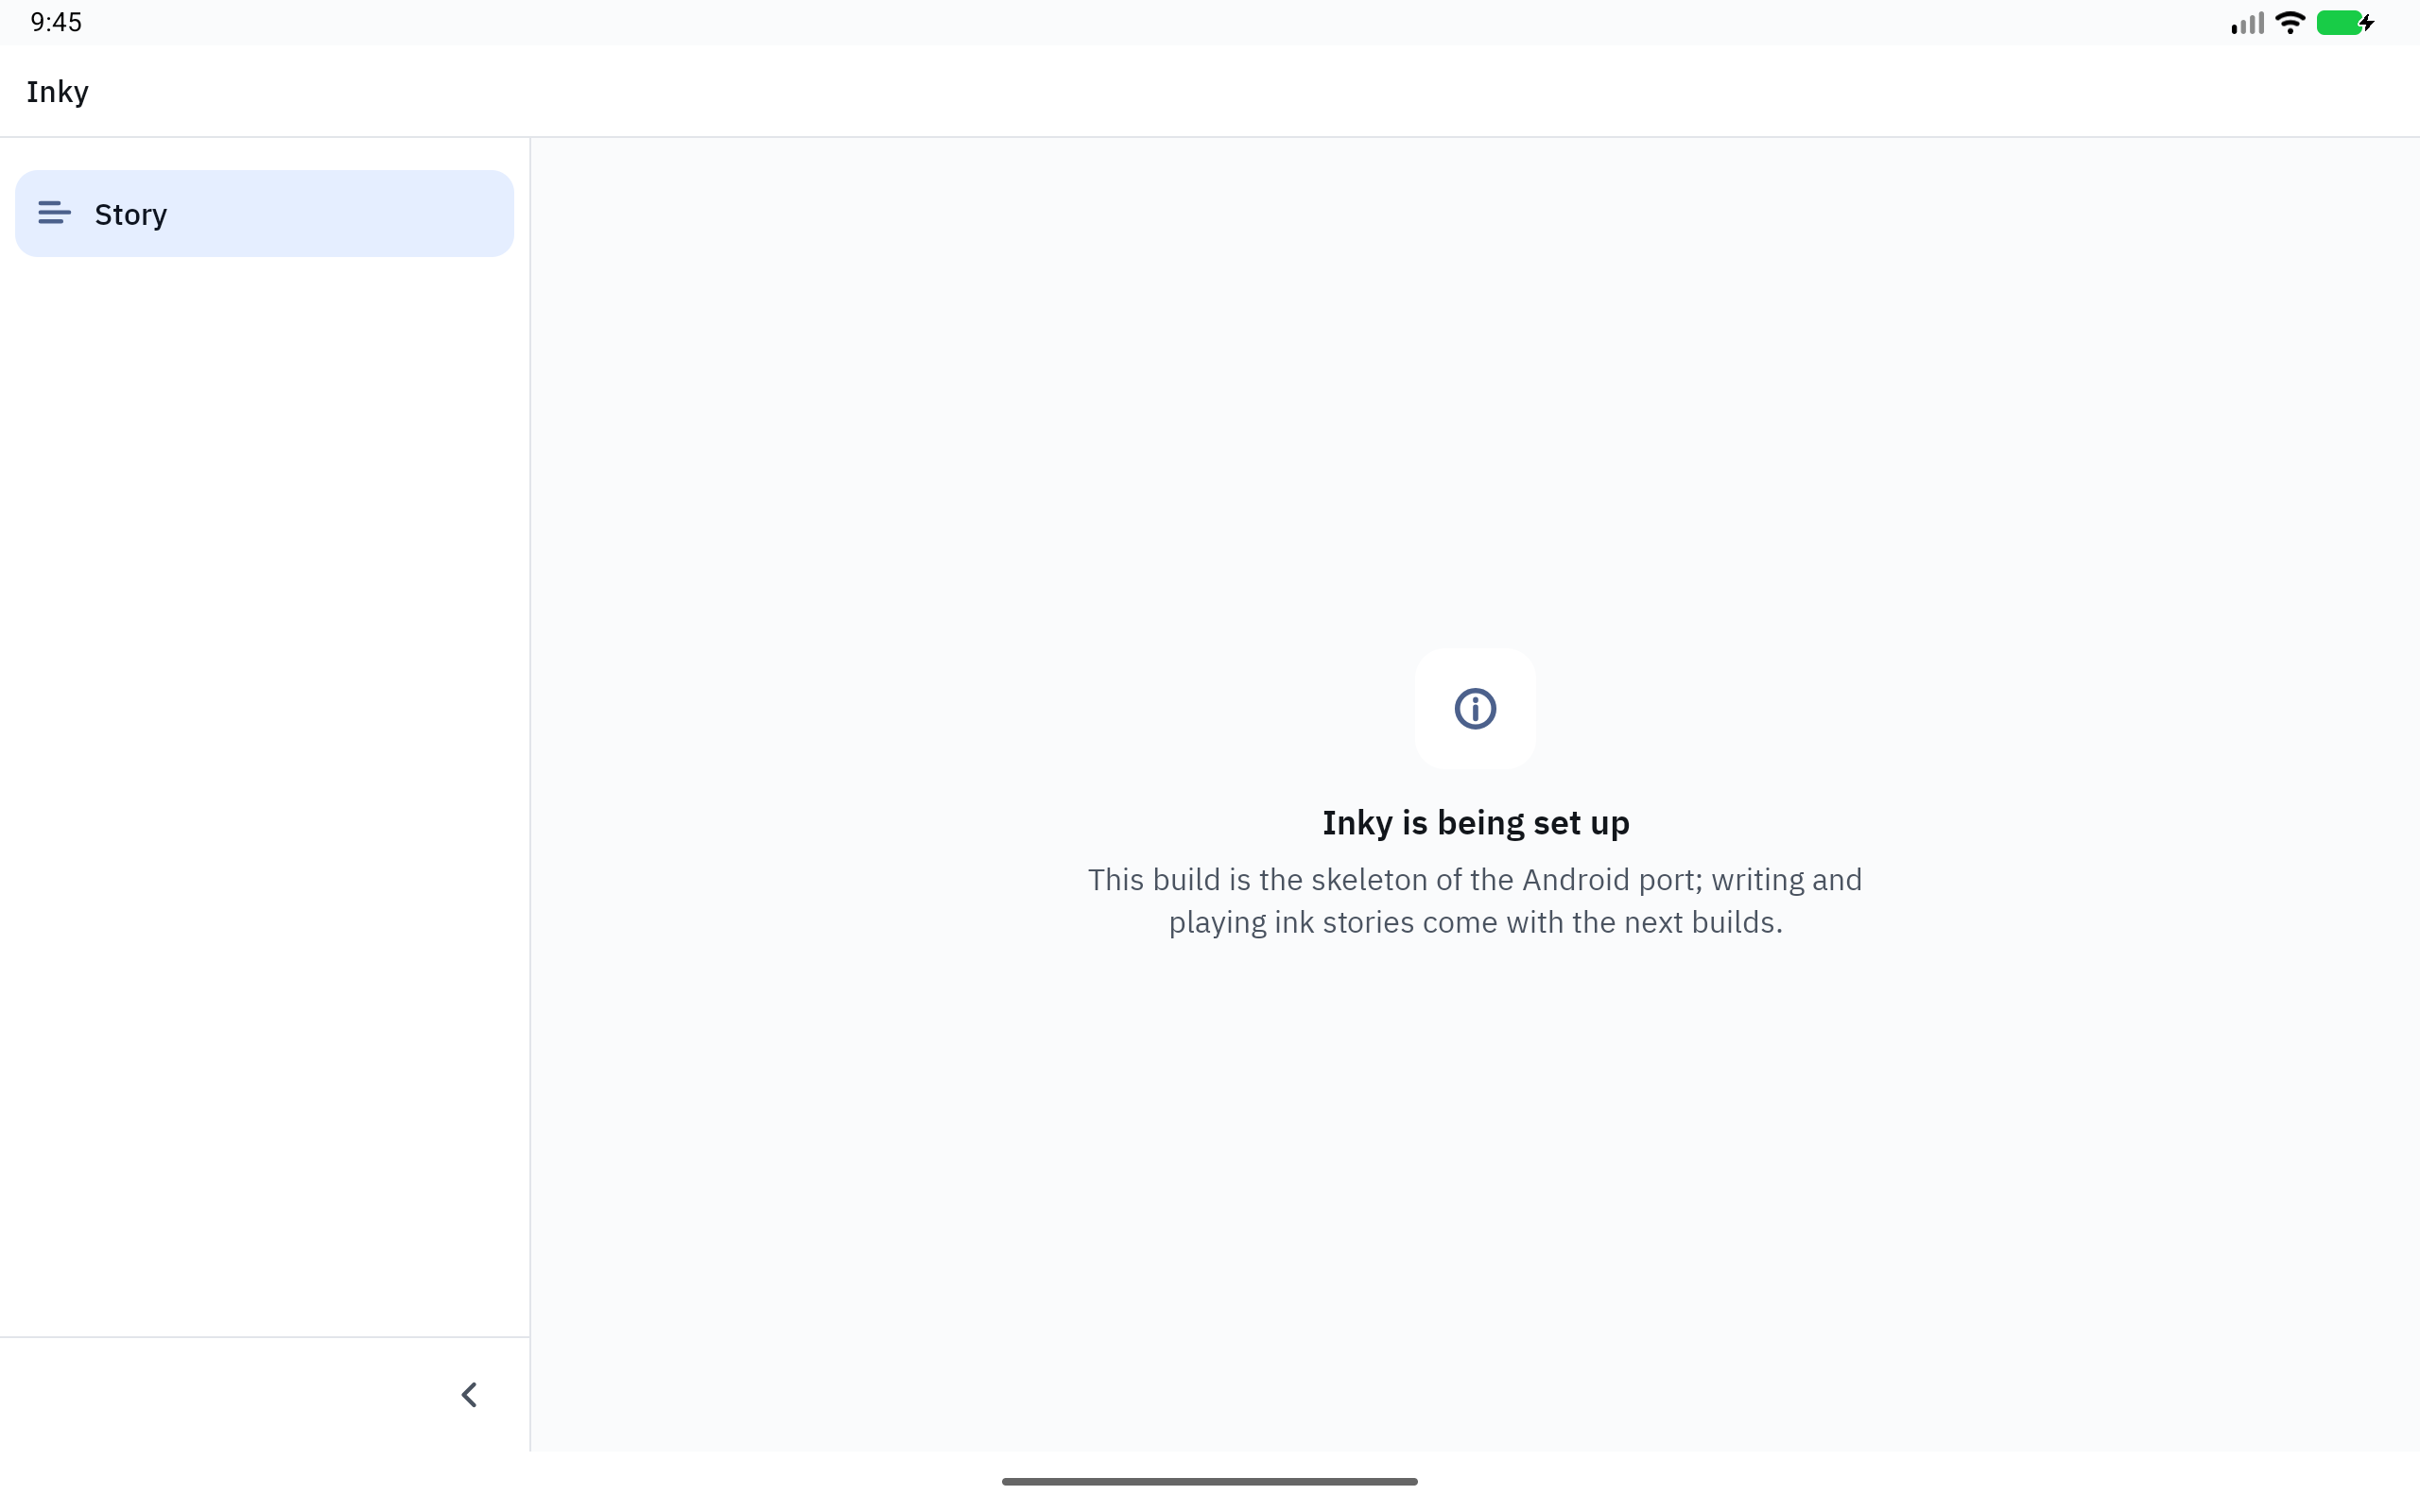 9:45
Inky
Story
Inky is being set up
This build is the skeleton of the Android port; writing and
playing ink stories come with the next builds.